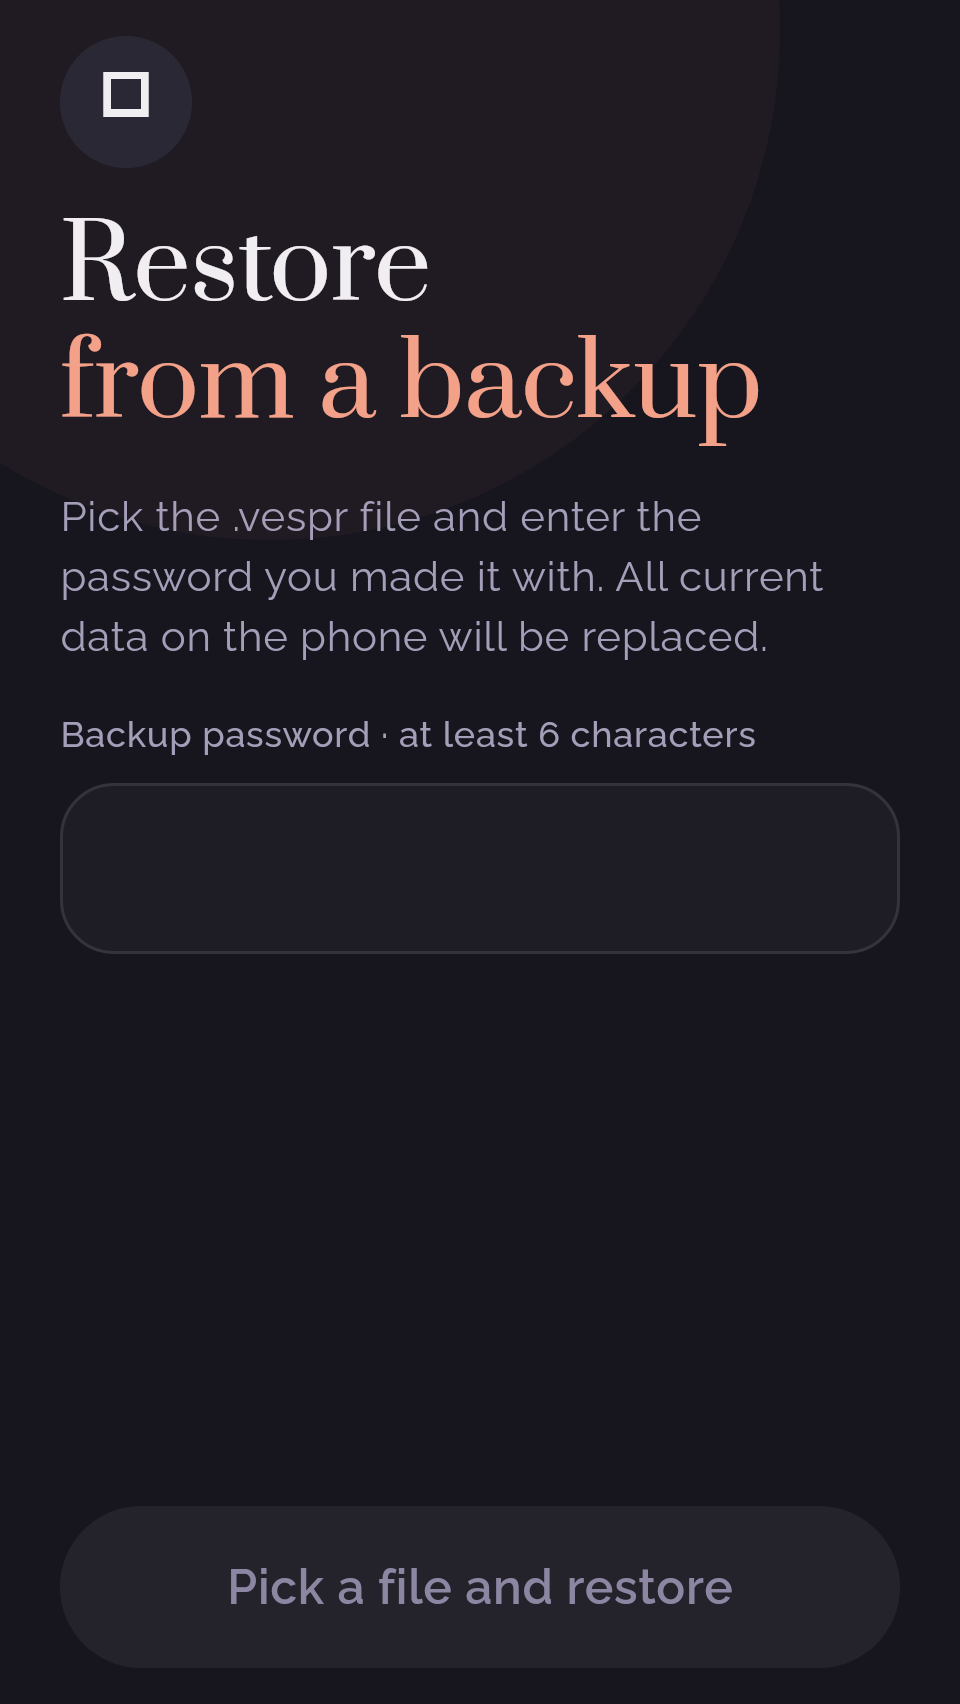 Restore
from a backup
Pick the .vespr file and enter the
password you made it with. All current
data on the phone will be replaced.
Backup password · at least 6 characters
Pick a file and restore